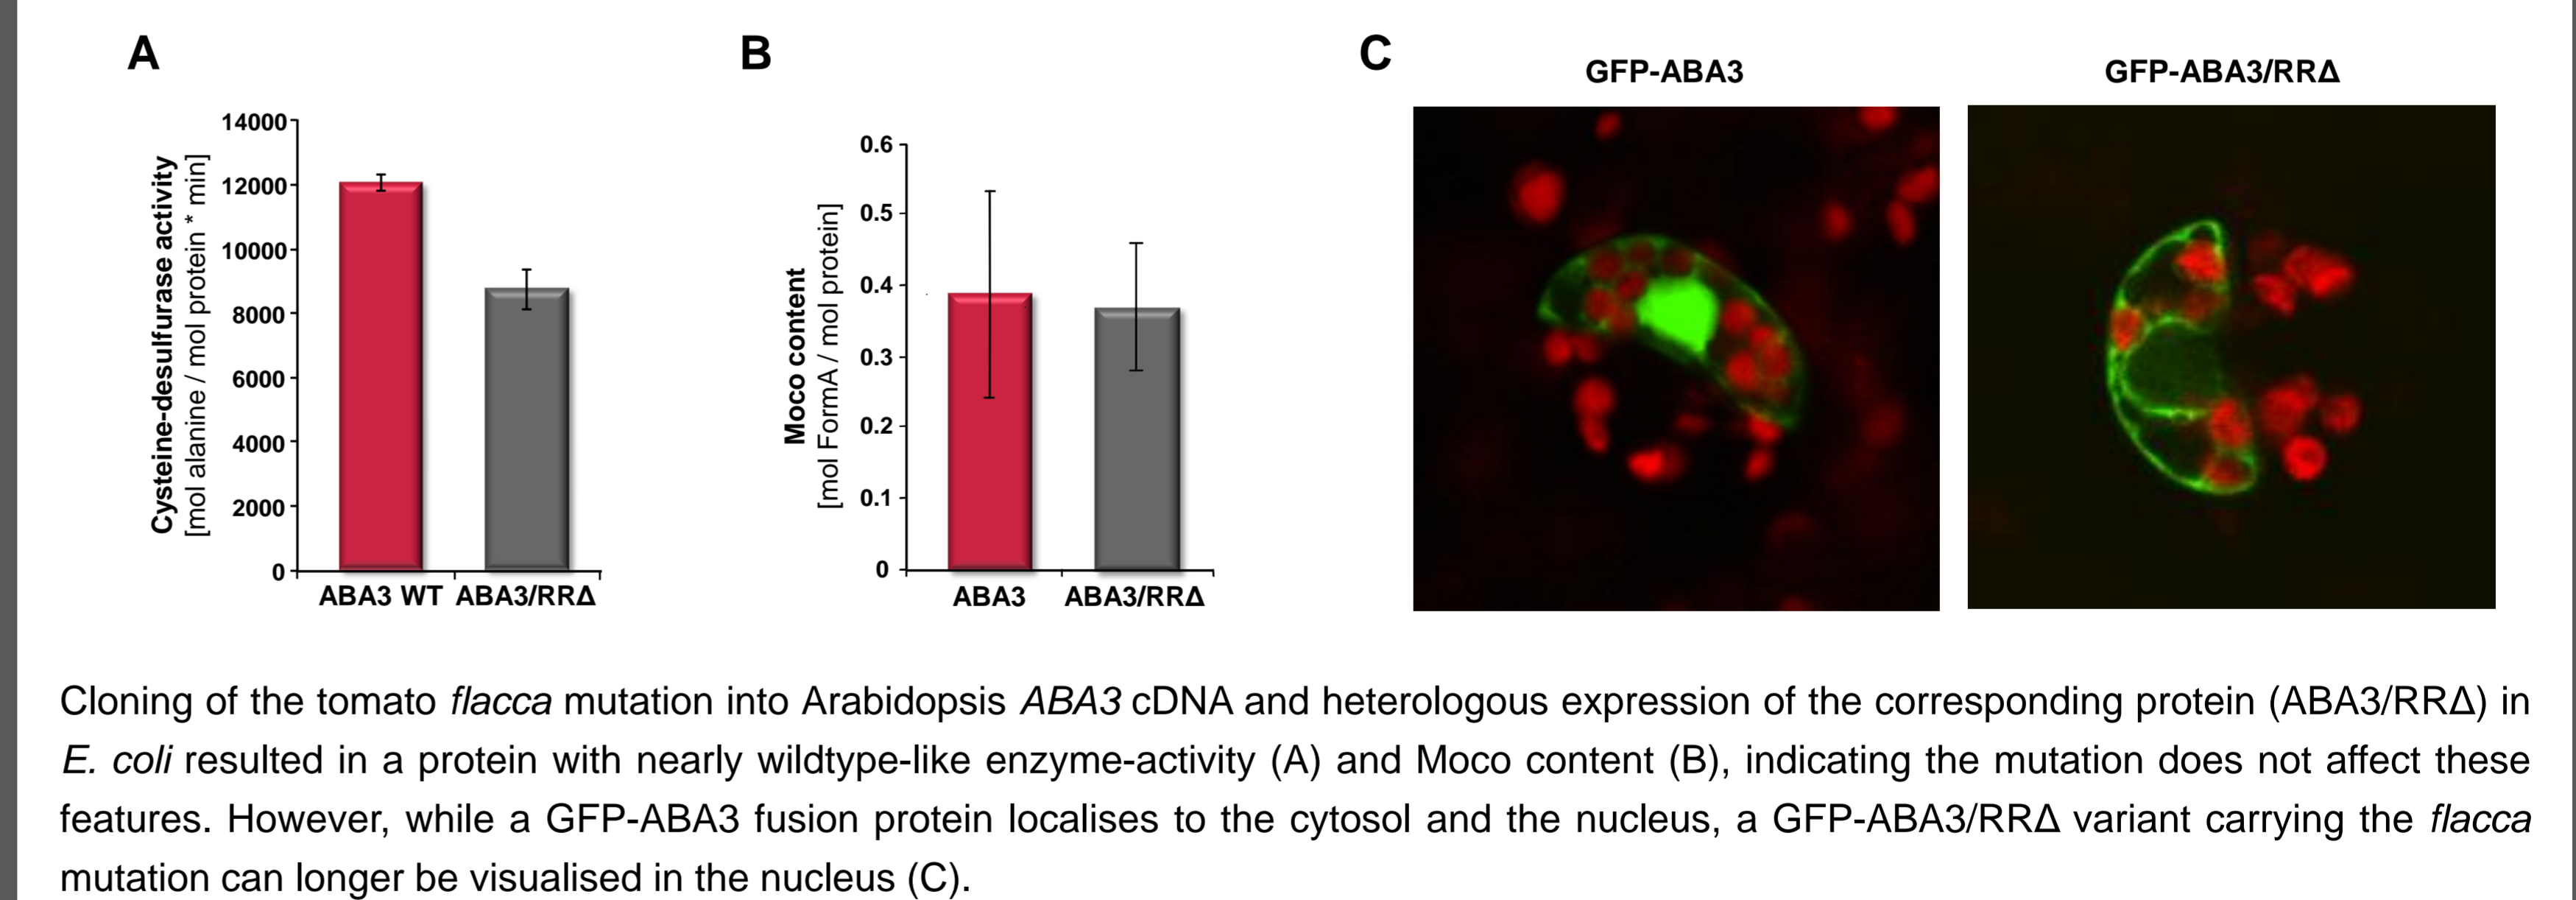 A
B
C
GFP-ABA3
GFP-ABA3/RRΔ
Cysteine-desulfurase activity
[mol alanine / mol protein * min]
14000
12000
10000
8000
6000
4000
2000
0
ABA3 WT
ABA3/RRΔ
Moco content
[mol FormA / mol protein]
0.6
0.5
0.4
0.3
0.2
0.1
0
ABA3
ABA3/RRΔ
Cloning of the tomato flacca mutation into Arabidopsis ABA3 cDNA and heterologous expression of the corresponding protein (ABA3/RRΔ) in
E. coli resulted in a protein with nearly wildtype-like enzyme-activity (A) and Moco content (B), indicating the mutation does not affect these
features. However, while a GFP-ABA3 fusion protein localises to the cytosol and the nucleus, a GFP-ABA3/RRΔ variant carrying the flacca
mutation can longer be visualised in the nucleus (C).